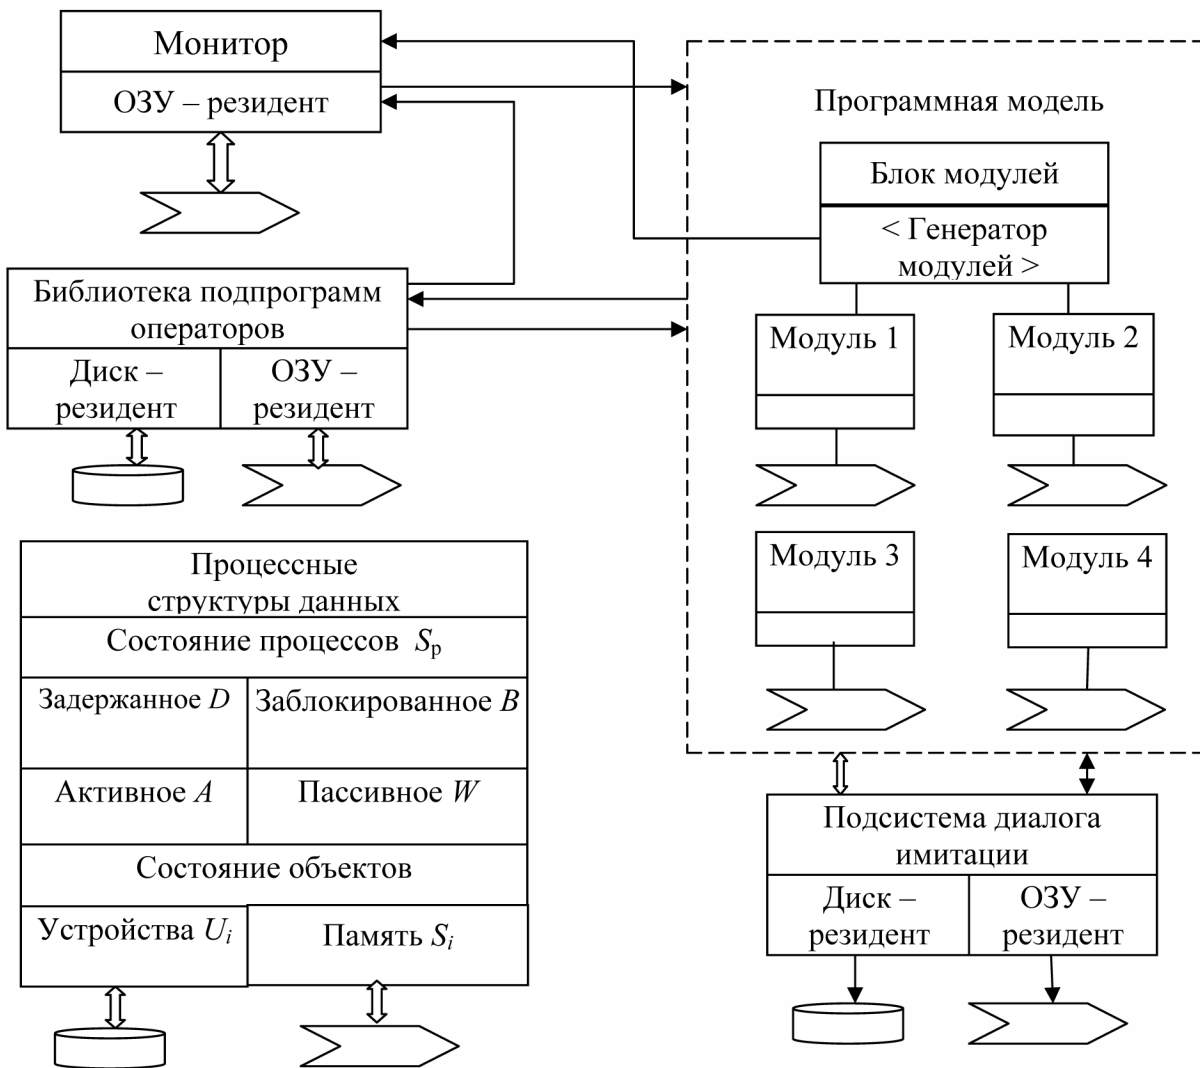 Монитор
ОЗУ – резидент
Программная модель
Блок модулей
< Генератор
модулей >
Библиотека подпрограмм
операторов
Диск –
резидент
ОЗУ –
резидент
Модуль 1
Модуль 2
Модуль 3
Модуль 4
Процессные
структуры данных
Состояние процессов Sp
Задержанное D
Заблокированное B
Активное A
Пассивное W
Состояние объектов
Устройства Ui
Память Si
Подсистема диалога
имитации
Диск –
резидент
ОЗУ –
резидент